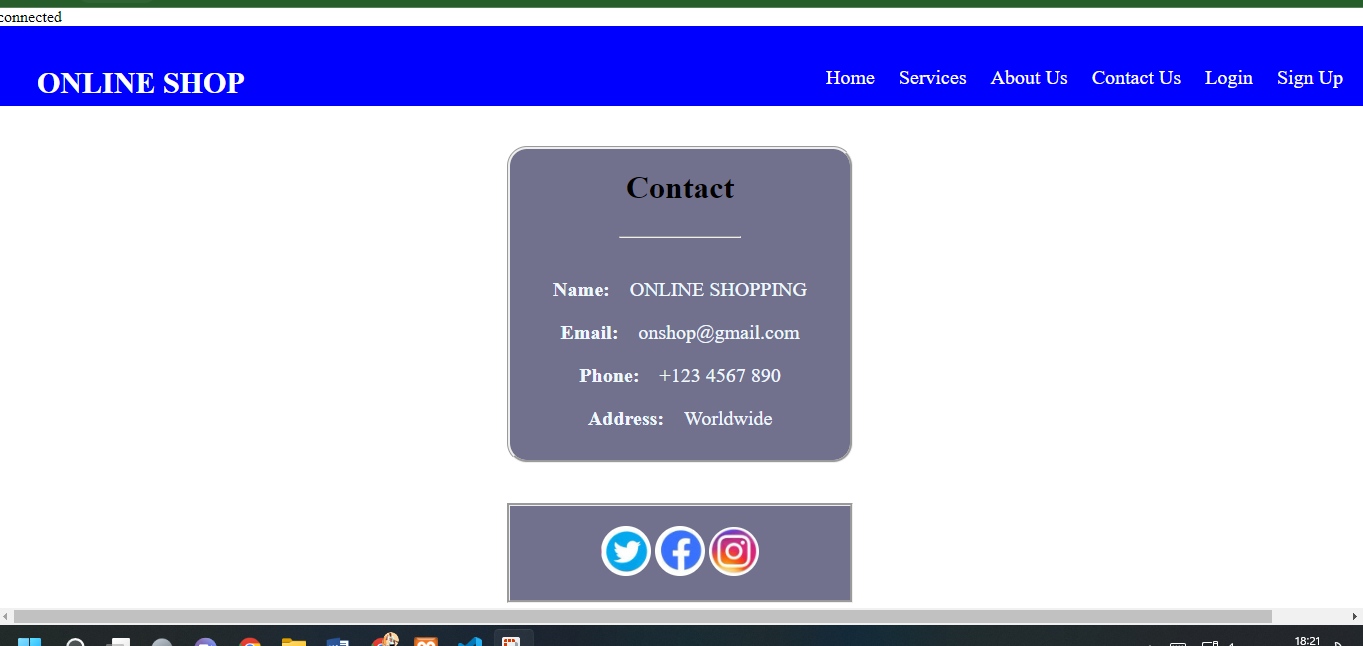 connected
ONLINE SHOP
Home Services About Us Contact Us Login Sign Up
Contact
Name: ONLINE SHOPPING
Email: onshop@gmail.com
Phone: +123 4567 890
Address: Worldwide
18:21